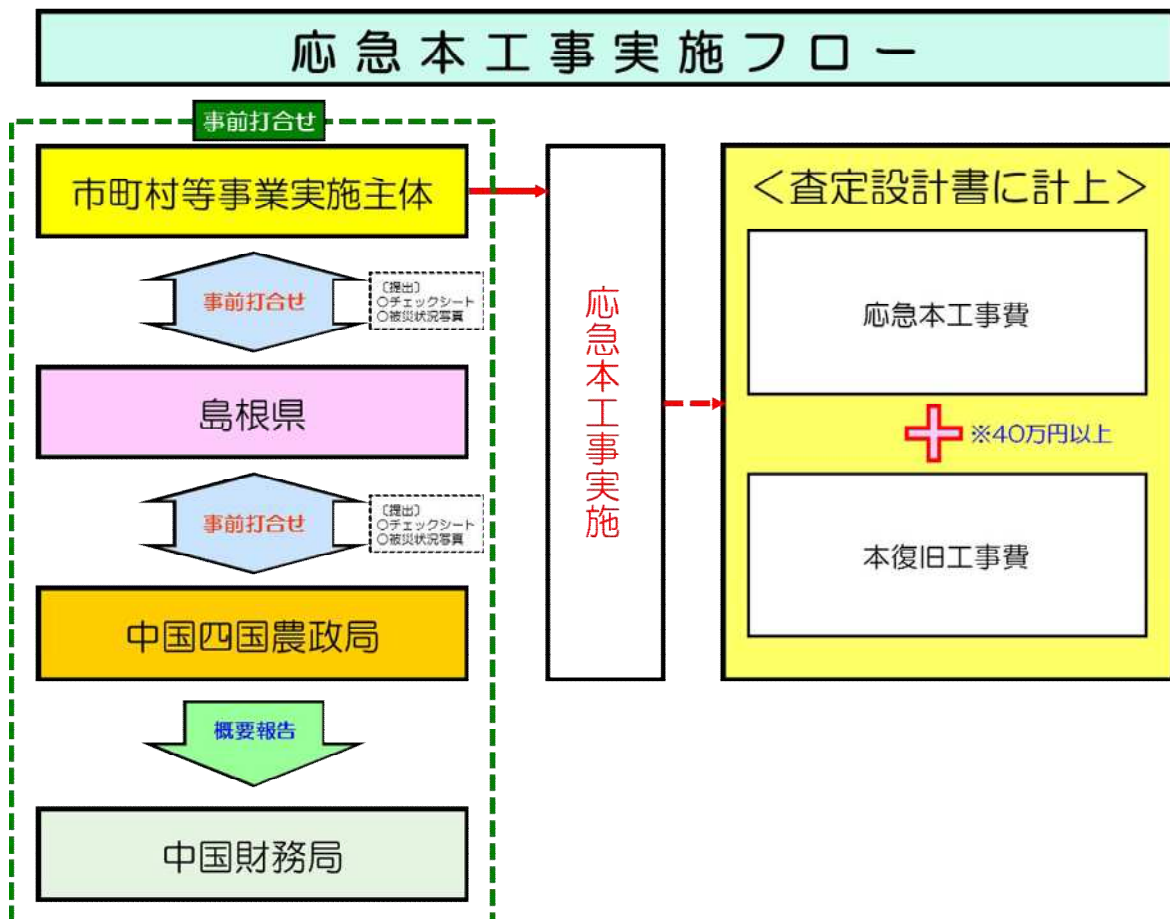 応急本工事実施フロー
事前打合せ
市町村等事業実施主体
事前打合せ
〔提出〕
○チェックシート
○被災状況写真
島根県
事前打合せ
〔提出〕
○チェックシート
○被災状況写真
中国四国農政局
概要報告
中国財務局
応急本工事実施
＜査定設計書に計上＞
応急本工事費
※40万円以上
本復旧工事費